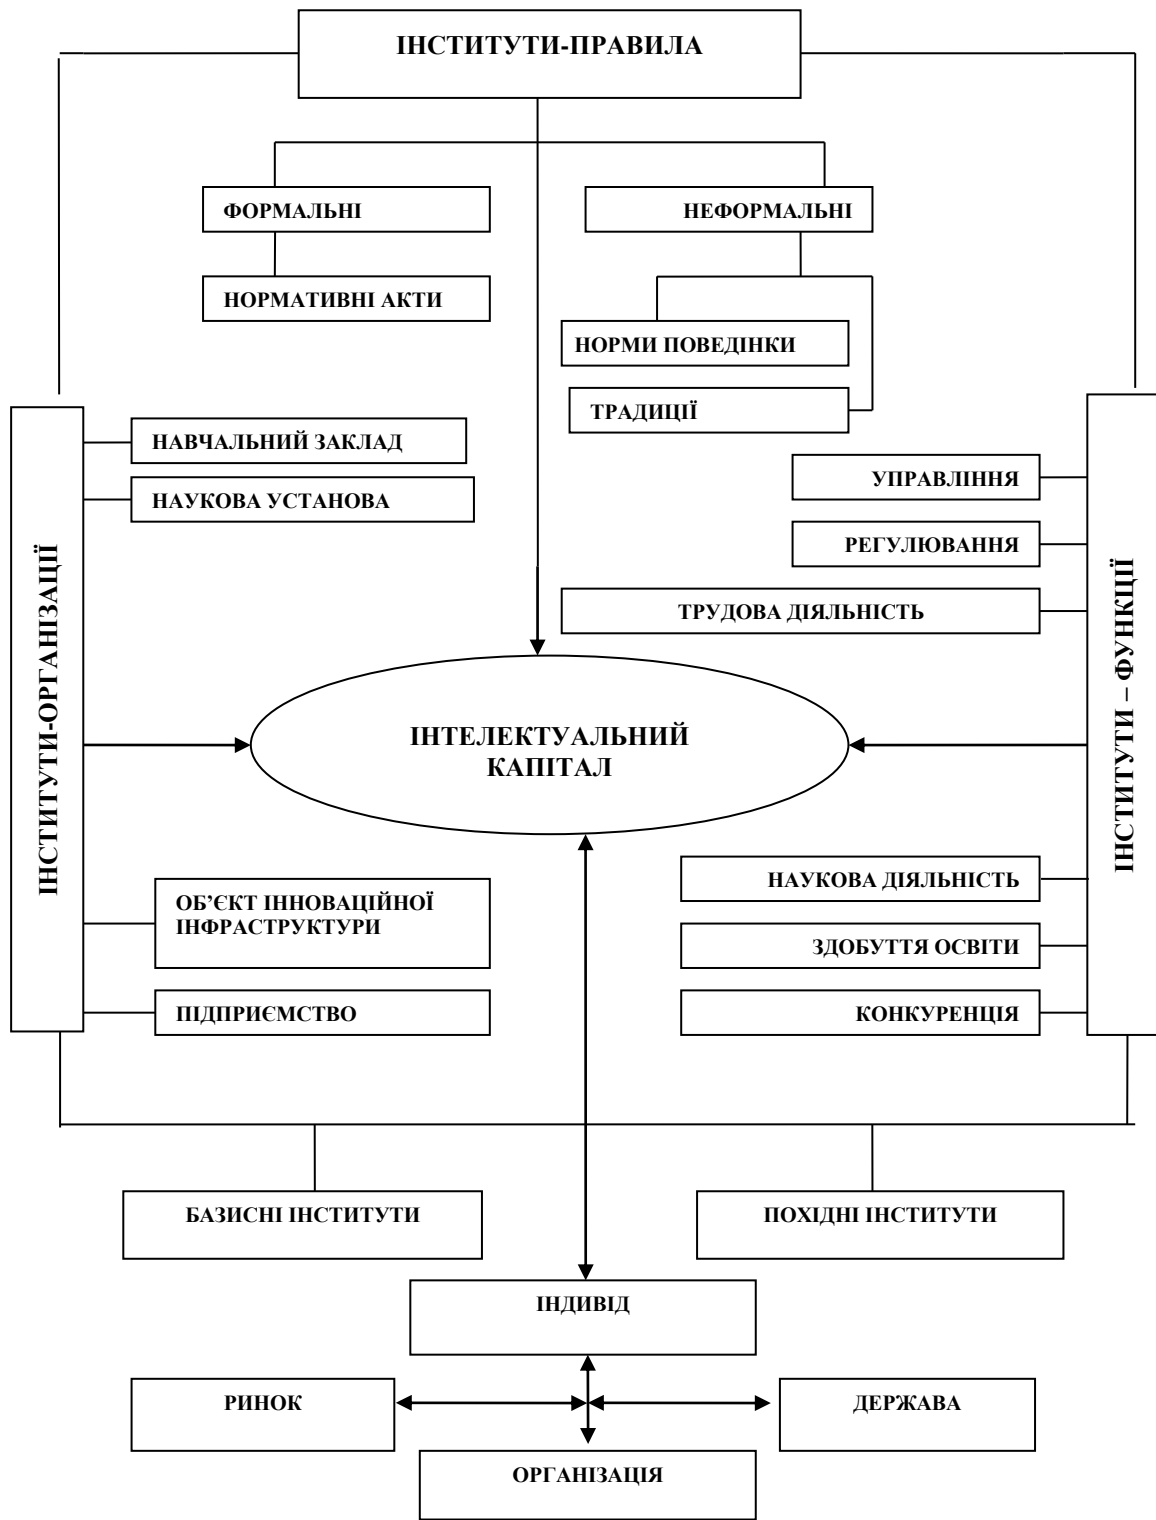 ІНСТИТУТИ-ПРАВИЛА
ФОРМАЛЬНІ
НЕФОРМАЛЬНІ
НОРМАТИВНІ АКТИ
НОРМИ ПОВЕДІНКИ
ТРАДИЦІЇ
ІНСТИТУТИ-ОРГАНІЗАЦІЇ
НАВЧАЛЬНИЙ ЗАКЛАД
НАУКОВА УСТАНОВА
УПРАВЛІННЯ
РЕГУЛЮВАННЯ
ТРУДОВА ДІЯЛЬНІСТЬ
ІНСТИТУТИ – ФУНКЦІЇ
ІНТЕЛЕКТУАЛЬНИЙ
КАПІТАЛ
ОБ’ЄКТ ІННОВАЦІЙНОЇ
ІНФРАСТРУКТУРИ
ПІДПРИЄМСТВО
НАУКОВА ДІЯЛЬНІСТЬ
ЗДОБУТТЯ ОСВІТИ
КОНКУРЕНЦІЯ
БАЗИСНІ ІНСТИТУТИ
ПОХІДНІ ІНСТИТУТИ
ІНДИВІД
РИНОК
ДЕРЖАВА
ОРГАНІЗАЦІЯ